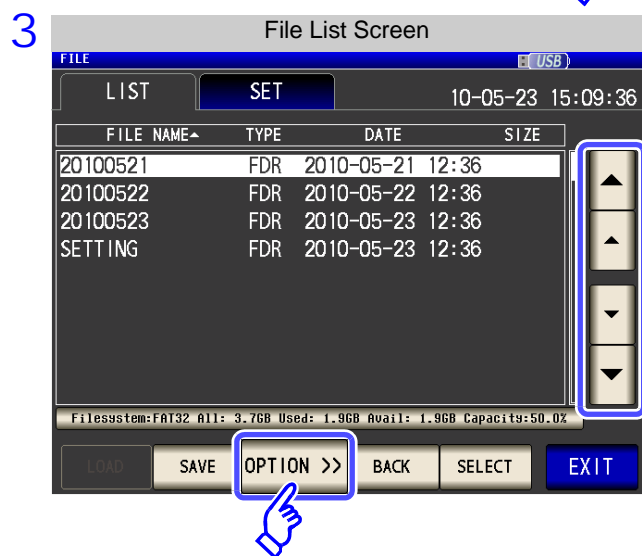 3
File List Screen
FILE USB
LIST SET 10-05-23 15:09:36
FILE NAME TYPE DATE SIZE
20100521 FDR 2010-05-21 12:36
20100522 FDR 2010-05-22 12:36
20100523 FDR 2010-05-23 12:36
SETTING FDR 2010-05-23 12:36
Filesystem:FAT32 All: 3.7GB Used: 1.9GB Avail: 1.9GB Capacity:50.0%
LOAD SAVE OPTION >> BACK SELECT EXIT